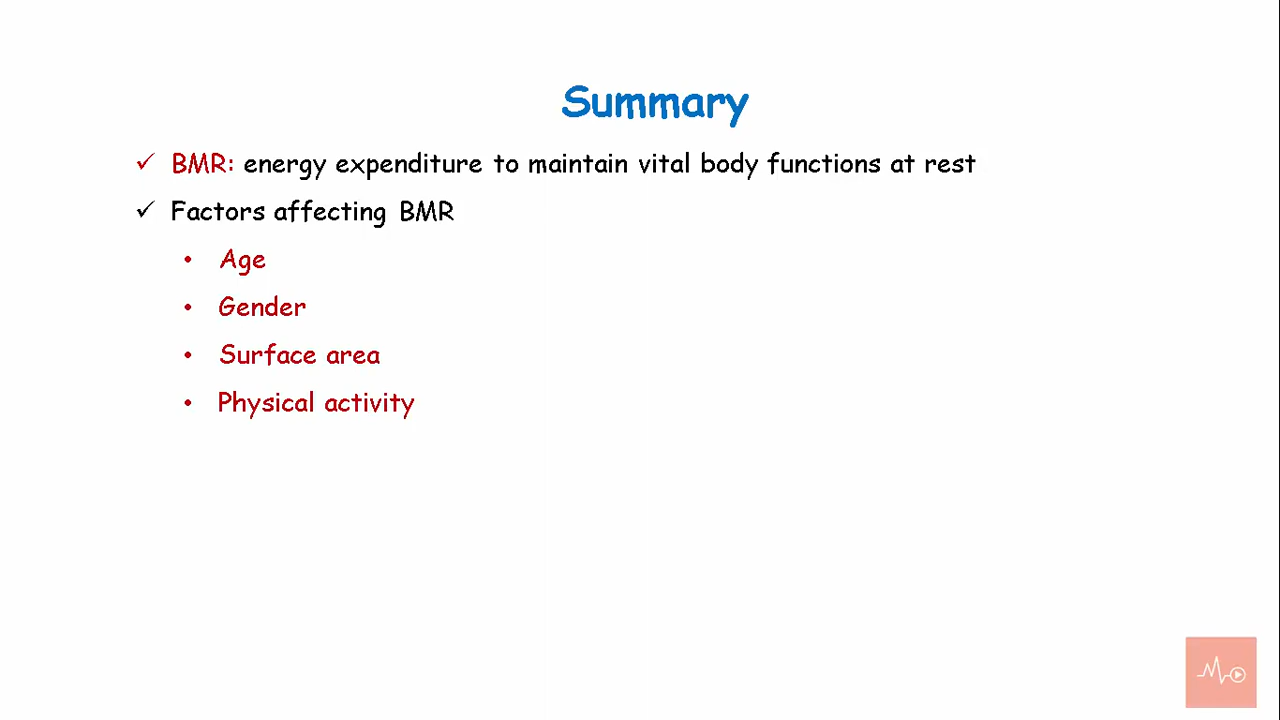 Summary
✓ BMR: energy expenditure to maintain vital body functions at rest
✓ Factors affecting BMR
• Age
• Gender
• Surface area
• Physical activity